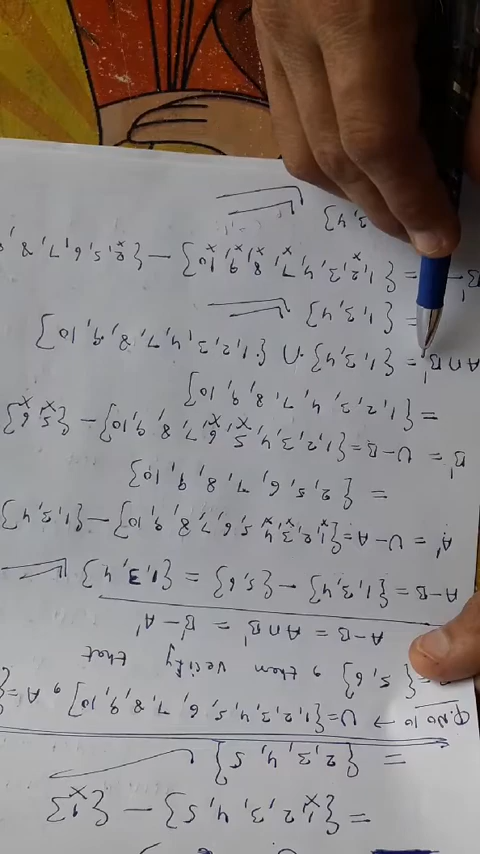 = {1, 2, 3, 4, 5} − {1}
= {2, 3, 4, 5}
Q.No 10 → U = {1, 2, 3, 4, 5, 6, 7, 8, 9, 10}, A = {
= {5, 6}, then verify that
A − B = A ∩ B' = B' − A'
A − B = {1, 3, 4} − {5, 6} = {1, 3, 4}
A' = U − A = {1, 2, 3, 4, 5, 6, 7, 8, 9, 10} − {1, 3, 4}
= {2, 5, 6, 7, 8, 9, 10}
B' = U − B = {1, 2, 3, 4, 5, 6, 7, 8, 9, 10} − {5, 6}
= {1, 2, 3, 4, 7, 8, 9, 10}
A ∩ B' = {1, 3, 4} ∩ {1, 2, 3, 4, 7, 8, 9, 10}
= {1, 3, 4}
B' − = {1, 2, 3, 4, 7, 8, 9, 10} − {2, 5, 6, 7, 8,
3, 4}